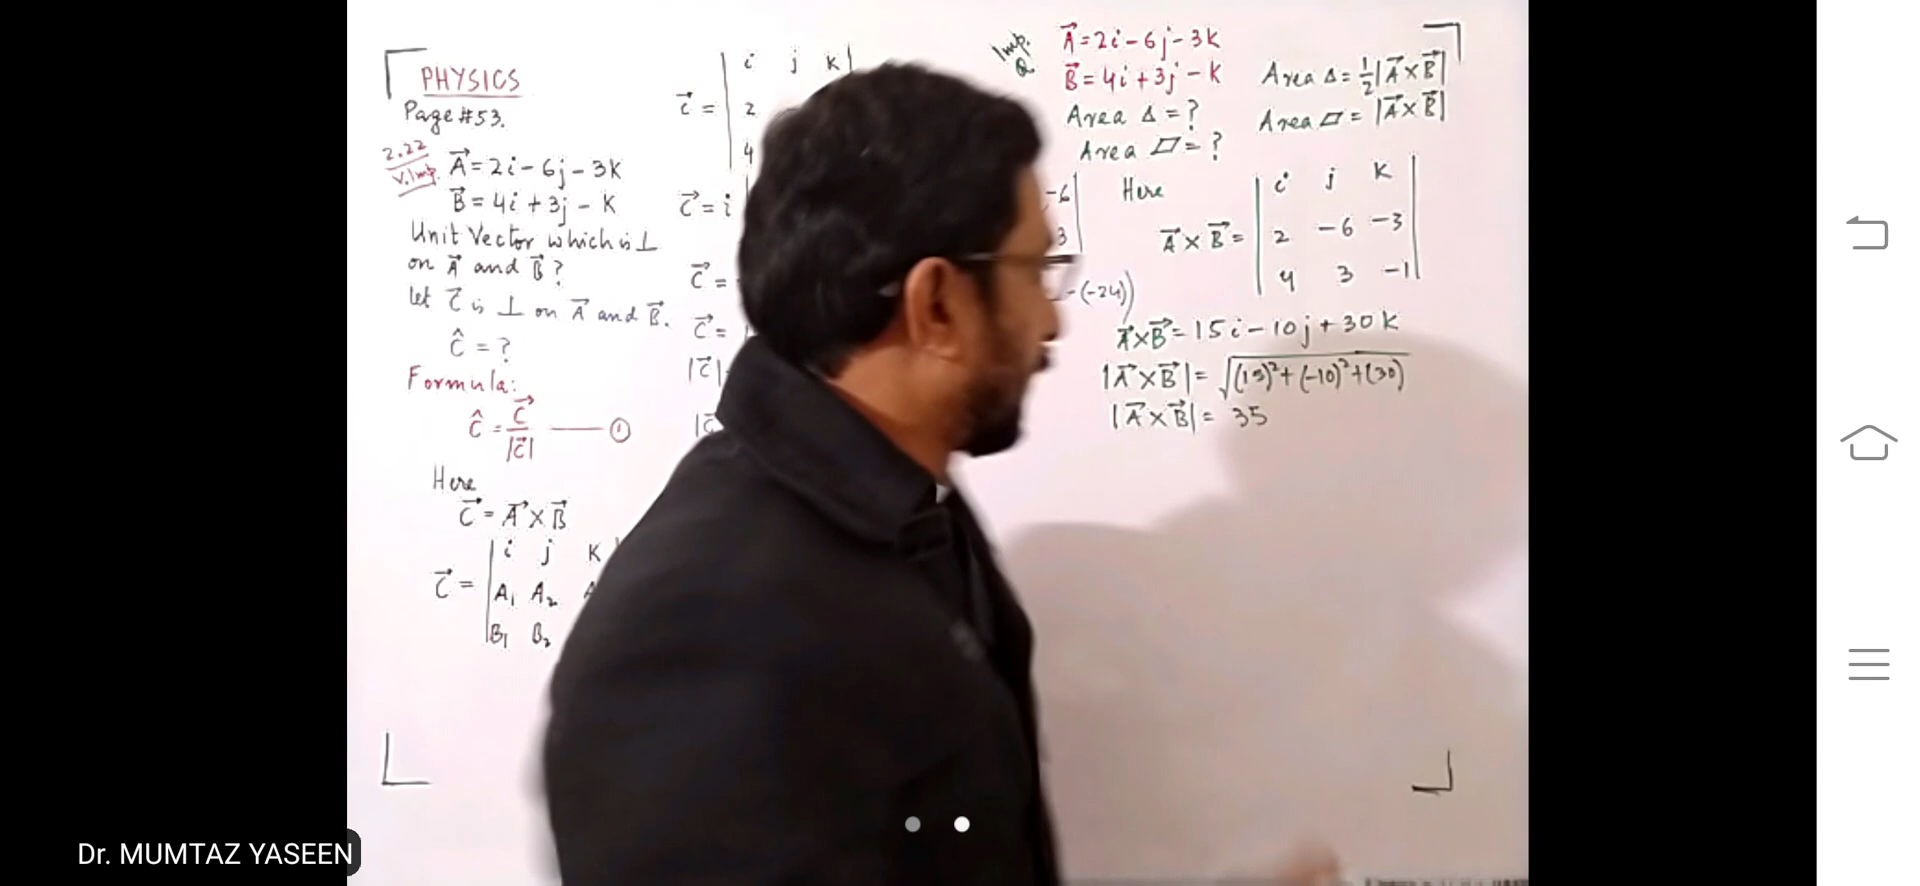 PHYSICS
Page #53.
2.22
V.Imp.
A⃗ = 2i - 6j - 3k
B⃗ = 4i + 3j - k
Unit Vector which is ⊥
on A⃗ and B⃗ ?
let C⃗ is ⊥ on A⃗ and B⃗.
Ĉ = ?
Formula:
Ĉ = C⃗ / |C⃗| —— ①
Here
C⃗ = A⃗ × B⃗
i j k
C⃗ = A₁ A₂
B₁ B₂
i j k
C⃗ = 2
4
C⃗ = i
-6
3
C⃗ =
-(-24))
C⃗ =
|C⃗|
Imp.
Q
A⃗ = 2i - 6j - 3k
B⃗ = 4i + 3j - k
Area Δ = ?
Area ▱ = ?
Area Δ = ½|A⃗ × B⃗|
Area ▱ = |A⃗ × B⃗|
Here
i j k
A⃗ × B⃗ = 2 -6 -3
4 3 -1
A⃗×B⃗ = 15i - 10j + 30k
|A⃗ × B⃗| = √(15)² + (-10)² + (30)
|A⃗ × B⃗| = 35
Dr. MUMTAZ YASEEN